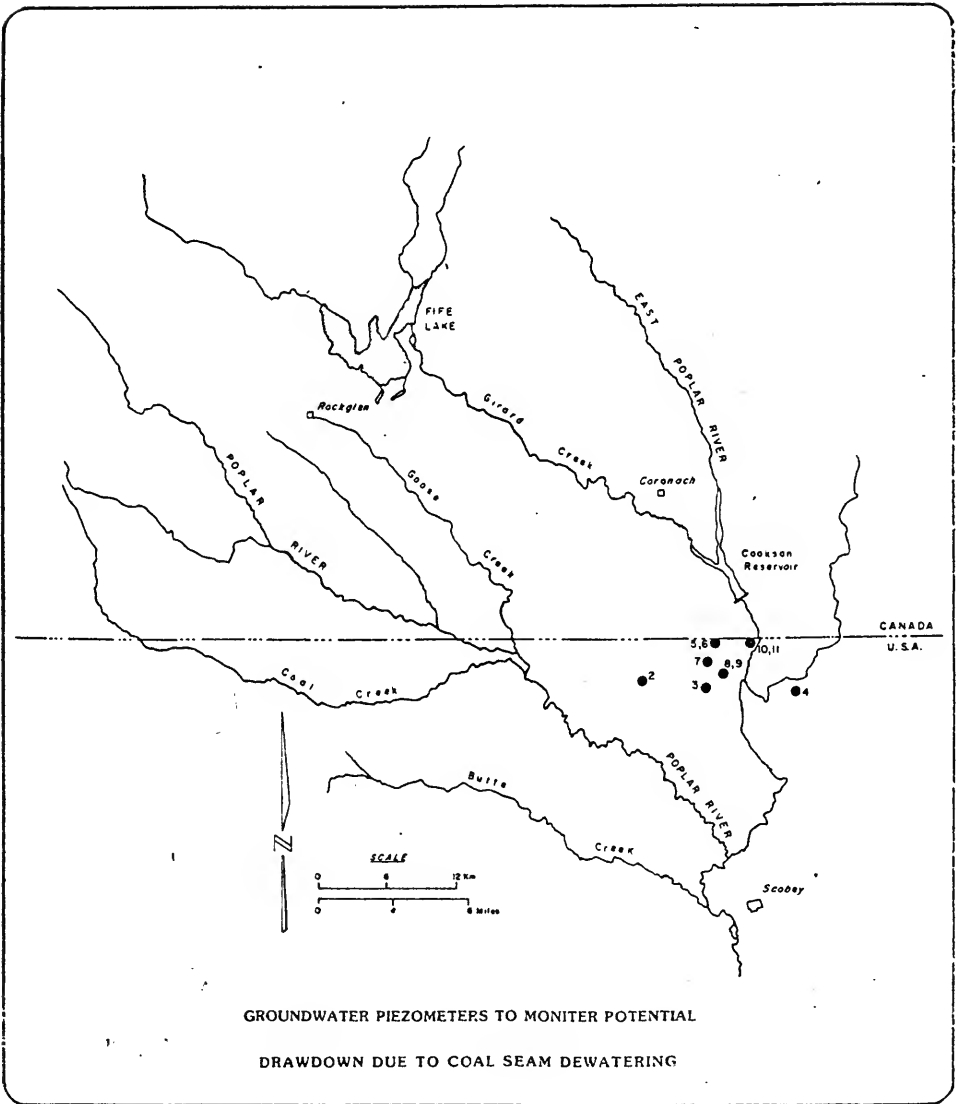 FIFE
LAKE
EAST
POPLAR
RIVER
Rockglen
Girard
Creek
Coronach
POPLAR
RIVER
Goose
Creek
Cookson
Reservoir
CANADA
U.S.A.
5,6
10,11
7
8,9
2
3
4
Coal
Creek
POPLAR RIVER
Butte
Creek
N
SCALE
0 6 12 Km
0 4 8 Miles
Scobey
GROUNDWATER PIEZOMETERS TO MONITER POTENTIAL
DRAWDOWN DUE TO COAL SEAM DEWATERING